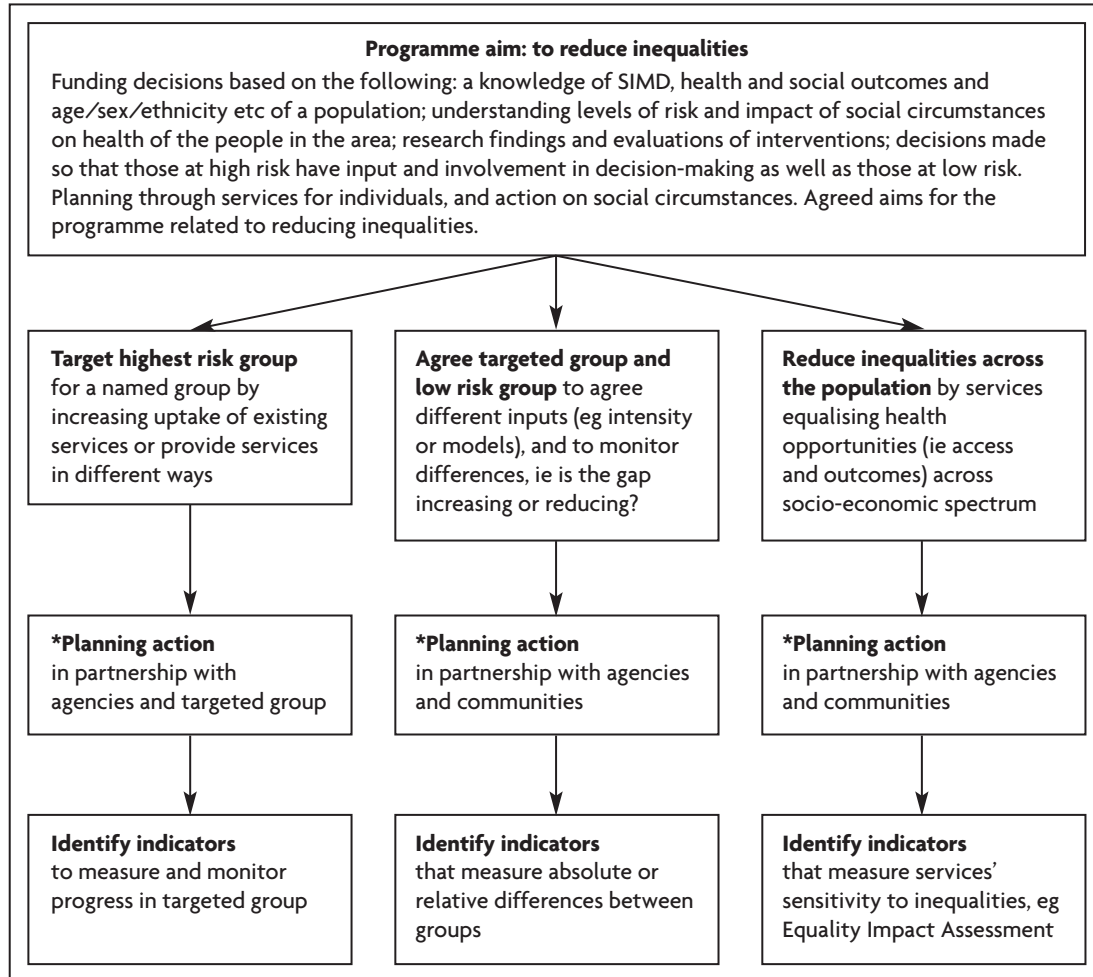 Programme aim: to reduce inequalities
Funding decisions based on the following: a knowledge of SIMD, health and social outcomes and
age/sex/ethnicity etc of a population; understanding levels of risk and impact of social circumstances
on health of the people in the area; research findings and evaluations of interventions; decisions made
so that those at high risk have input and involvement in decision-making as well as those at low risk.
Planning through services for individuals, and action on social circumstances. Agreed aims for the
programme related to reducing inequalities.
Target highest risk group
for a named group by
increasing uptake of existing
services or provide services
in different ways
Agree targeted group and
low risk group to agree
different inputs (eg intensity
or models), and to monitor
differences, ie is the gap
increasing or reducing?
Reduce inequalities across
the population by services
equalising health
opportunities (ie access
and outcomes) across
socio-economic spectrum
*Planning action
in partnership with
agencies and targeted group
*Planning action
in partnership with agencies
and communities
*Planning action
in partnership with agencies
and communities
Identify indicators
to measure and monitor
progress in targeted group
Identify indicators
that measure absolute or
relative differences between
groups
Identify indicators
that measure services’
sensitivity to inequalities, eg
Equality Impact Assessment